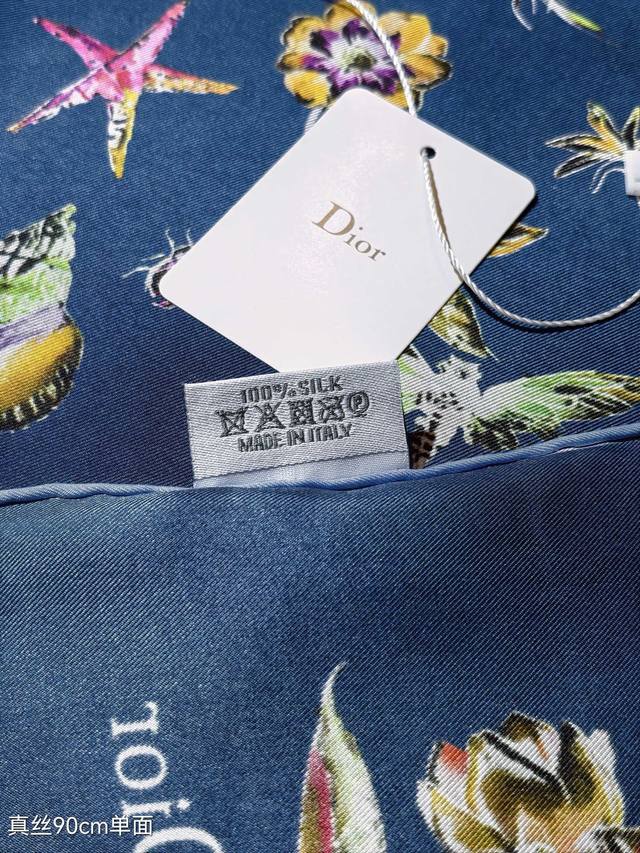 Dior
100% SILK
MADE IN ITALY
Dior
真丝90cm单面